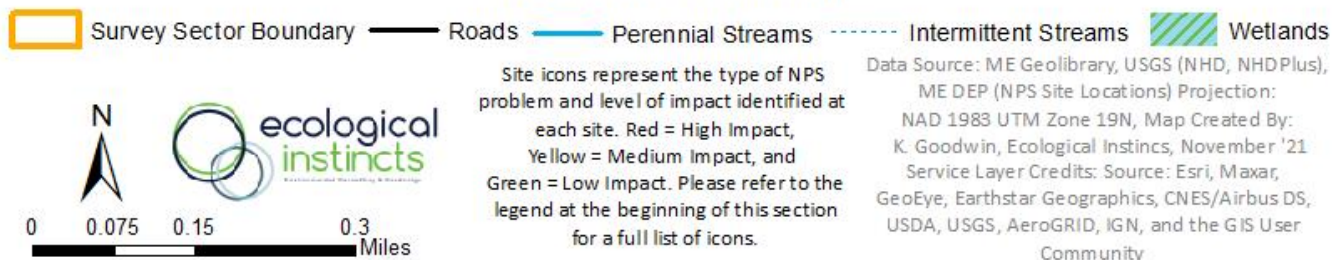 Survey Sector Boundary Roads Perennial Streams Intermittent Streams Wetlands
N
ecological
instincts
0 0.075 0.15 0.3
Miles
Site icons represent the type of NPS
problem and level of impact identified at
each site. Red = High Impact,
Yellow = Medium Impact, and
Green = Low Impact. Please refer to the
legend at the beginning of this section
for a full list of icons.
Data Source: ME Geolibrary, USGS (NHD, NHDPlus),
ME DEP (NPS Site Locations) Projection:
NAD 1983 UTM Zone 19N, Map Created By:
K. Goodwin, Ecological Instincs, November '21
Service Layer Credits: Source: Esri, Maxar,
GeoEye, Earthstar Geographics, CNES/Airbus DS,
USDA, USGS, AeroGRID, IGN, and the GIS User
Community